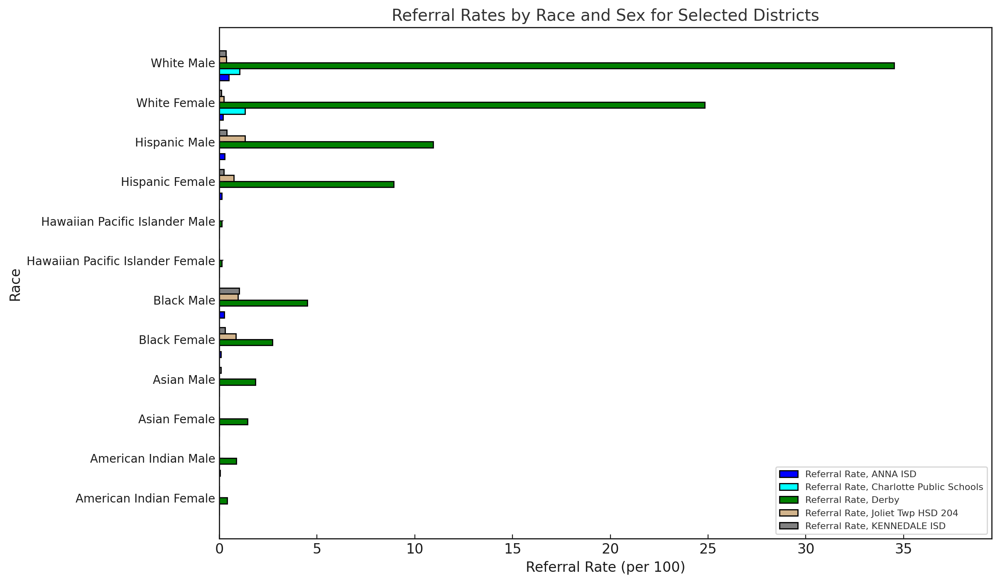 Referral Rates by Race and Sex for Selected Districts
White Male
White Female
Hispanic Male
Hispanic Female
Hawaiian Pacific Islander Male
Hawaiian Pacific Islander Female
Black Male
Black Female
Asian Male
Asian Female
American Indian Male
American Indian Female
Race
0 5 10 15 20 25 30 35
Referral Rate (per 100)
Referral Rate, ANNA ISD
Referral Rate, Charlotte Public Schools
Referral Rate, Derby
Referral Rate, Joliet Twp HSD 204
Referral Rate, KENNEDALE ISD